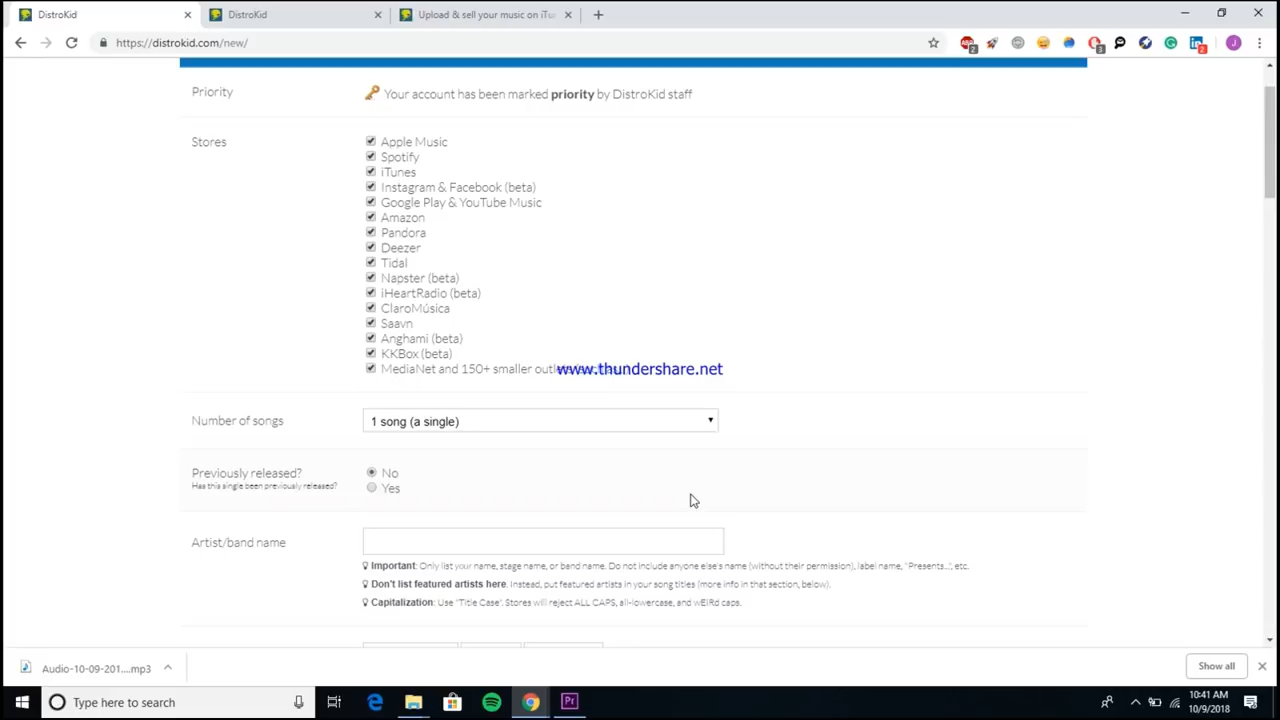 DistroKid
DistroKid
Upload & sell your music on iTu
https://distrokid.com/new/
2
3
2
J
Priority
Your account has been marked priority by DistroKid staff
Stores
Apple Music
Spotify
iTunes
Instagram & Facebook (beta)
Google Play & YouTube Music
Amazon
Pandora
Deezer
Tidal
Napster (beta)
iHeartRadio (beta)
ClaroMúsica
Saavn
Anghami (beta)
KKBox (beta)
MediaNet and 150+ smaller
www.thundershare.net
Number of songs
1 song (a single)
Previously released?
No
Has this single been previously released?
Yes
Artist/band name
Important: Only list your name, stage name, or band name. Do not include anyone else's name (without their permission), label name, "Presents...", etc.
Don't list featured artists here. Instead, put featured artists in your song titles (more info in that section, below).
Capitalization: Use "Title Case". Stores will reject ALL CAPS, all-lowercase, and wEiRd caps.
Audio-10-09-201....mp3
Show all
Type here to search
Pr
10:41 AM
10/9/2018